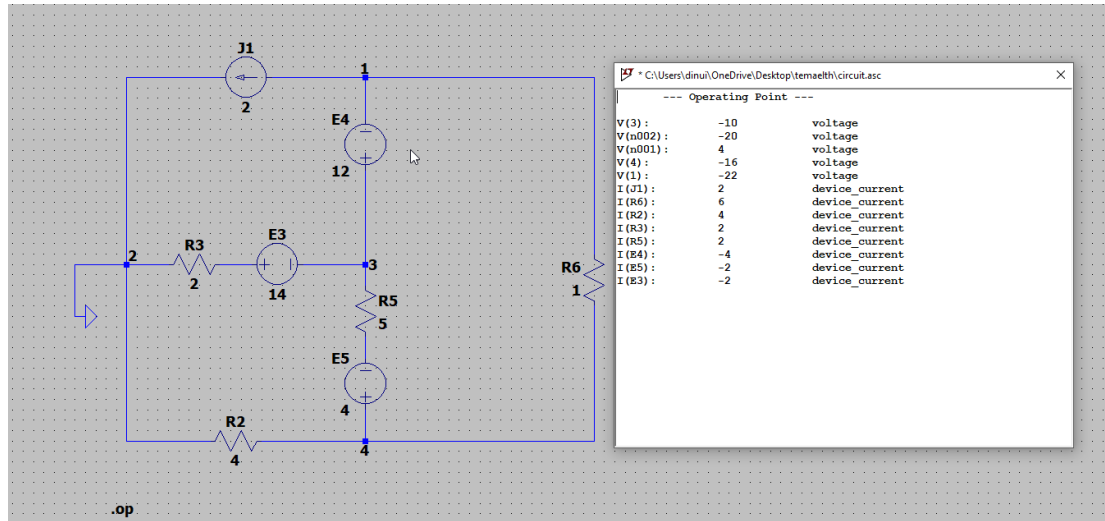 J1
2
1
E4
12
2
R3
2
E3
14
3
R5
5
R6
1
E5
4
R2
4
4
.op
* C:\Users\dinui\OneDrive\Desktop\temaelth\circuit.asc
--- Operating Point ---
V(3): -10 voltage
V(n002): -20 voltage
V(n001): 4 voltage
V(4): -16 voltage
V(1): -22 voltage
I(J1): 2 device_current
I(R6): 6 device_current
I(R2): 4 device_current
I(R3): 2 device_current
I(R5): 2 device_current
I(E4): -4 device_current
I(E5): -2 device_current
I(E3): -2 device_current